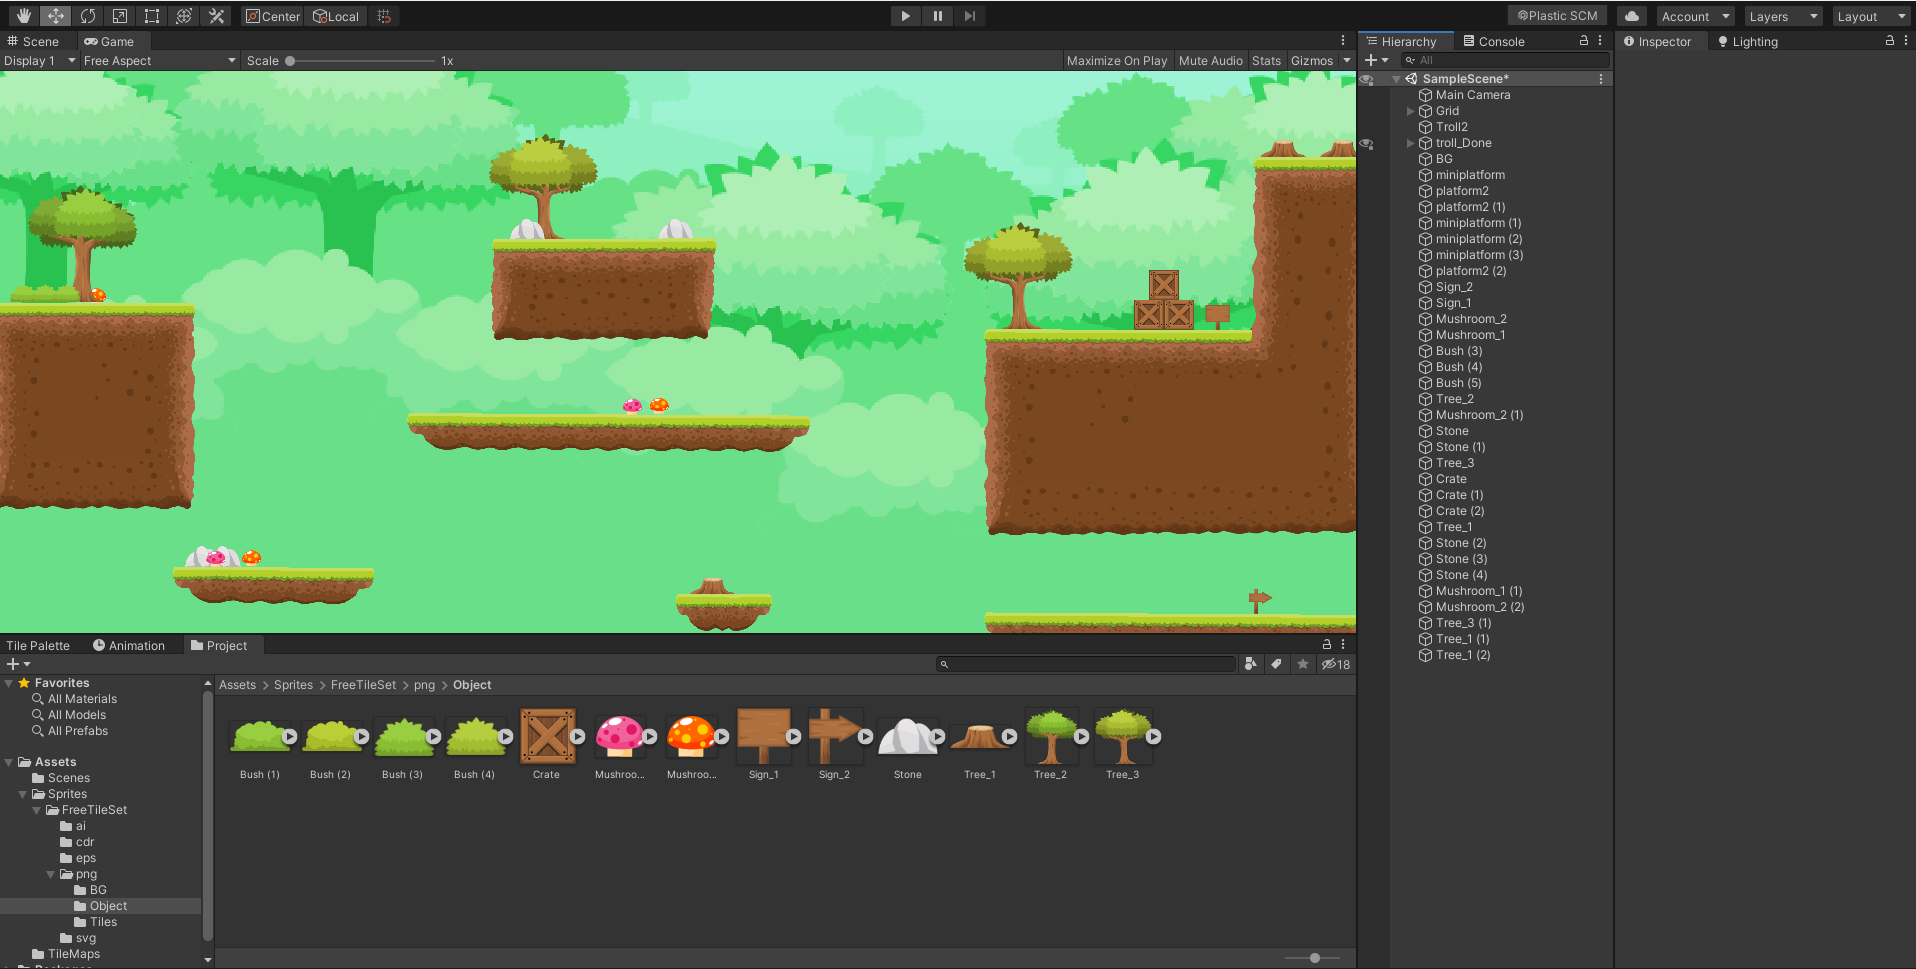 Center
Local
Plastic SCM
Account
Layers
Layout
Scene
Game
Display 1
Free Aspect
Scale
1x
Maximize On Play
Mute Audio
Stats
Gizmos
Hierarchy
Console
All
SampleScene*
Main Camera
Grid
Troll2
troll_Done
BG
miniplatform
platform2
platform2 (1)
miniplatform (1)
miniplatform (2)
miniplatform (3)
platform2 (2)
Sign_2
Sign_1
Mushroom_2
Mushroom_1
Bush (3)
Bush (4)
Bush (5)
Tree_2
Mushroom_2 (1)
Stone
Stone (1)
Tree_3
Crate
Crate (1)
Crate (2)
Tree_1
Stone (2)
Stone (3)
Stone (4)
Mushroom_1 (1)
Mushroom_2 (2)
Tree_3 (1)
Tree_1 (1)
Tree_1 (2)
Inspector
Lighting
Tile Palette
Animation
Project
18
Favorites
All Materials
All Models
All Prefabs
Assets
Scenes
Sprites
FreeTileSet
ai
cdr
eps
png
BG
Object
Tiles
svg
TileMaps
Assets > Sprites > FreeTileSet > png > Object
Bush (1)
Bush (2)
Bush (3)
Bush (4)
Crate
Mushroo...
Mushroo...
Sign_1
Sign_2
Stone
Tree_1
Tree_2
Tree_3